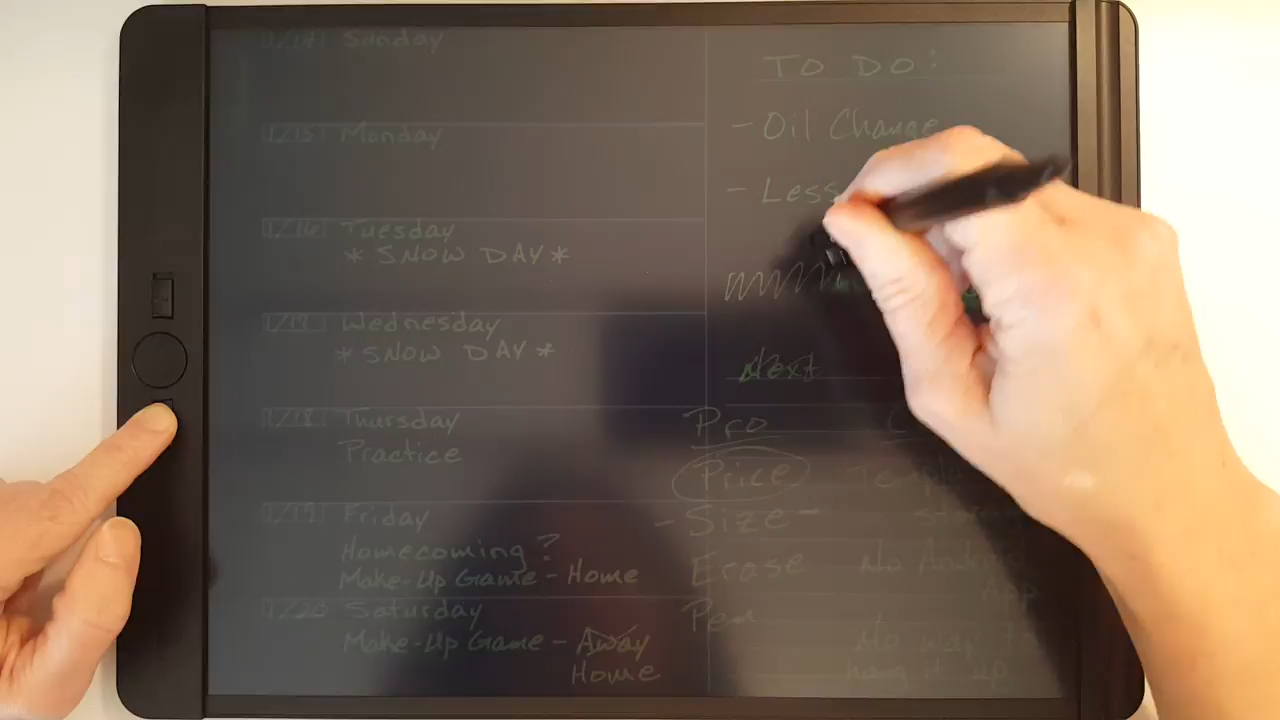 1/14 Sunday
1/15 Monday
1/16 Tuesday
* SNOW DAY *
1/17 Wednesday
* SNOW DAY *
1/18 Thursday
Practice
1/19 Friday
Homecoming?
Make-Up Game - Home
1/20 Saturday
Make-Up Game - Away
Home
TO DO:
- Oil Change
- Less
Next
Pro
Price
- Size -
Erase
Pen
No
App
No way to
hang it up